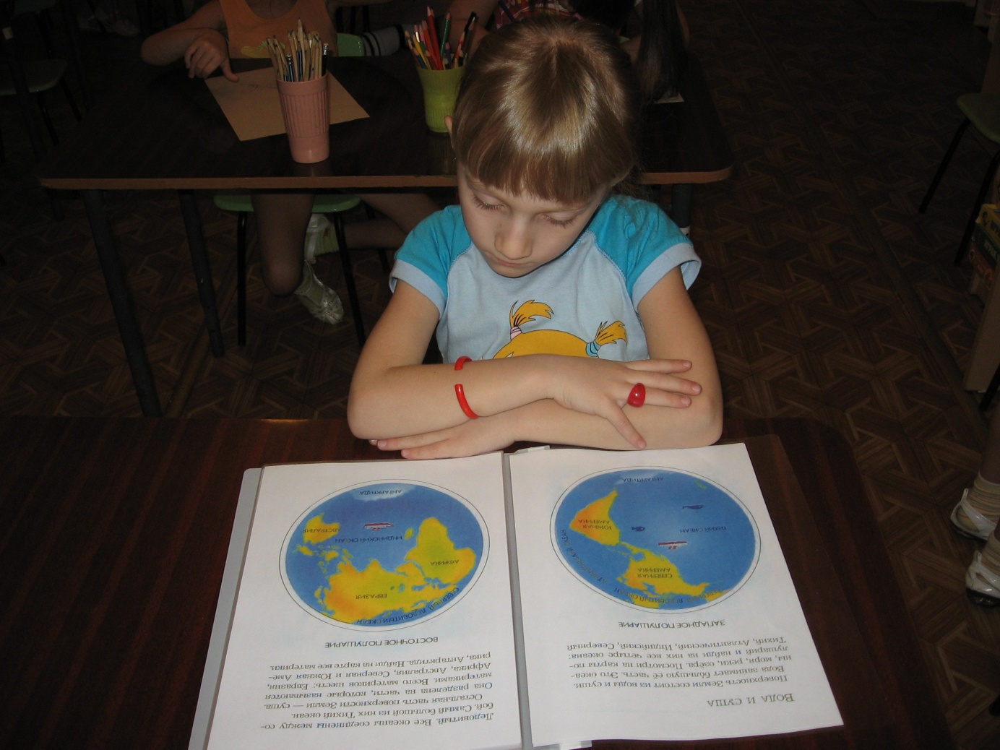 ВОДА И СУША
Поверхность Земли состоит из воды и суши.
Вода занимает бо́льшую её часть. Это океа-
ны, моря, реки, озёра. Посмотри на карты по-
лушарий и найди на них все четыре океана:
Тихий, Атлантический, Индийский, Северный
ЗАПАДНОЕ ПОЛУШАРИЕ
СЕВЕРНЫЙ ЛЕДОВИТЫЙ ОКЕАН
СЕВЕРНАЯ
АМЕРИКА
АТЛАНТИЧЕСКИЙ ОКЕАН
ТИХИЙ ОКЕАН
ЮЖНАЯ
АМЕРИКА
АНТАРКТИДА
Ледовитый. Все океаны соединены между со-
бой. Самый большой из них Тихий океан.
Остальная часть поверхности Земли — суша.
Она разделена на части, которые называются
материками. Всего материков шесть: Евразия,
Африка, Австралия, Северная и Южная Аме-
рика, Антарктида. Найди на карте все материки.
ВОСТОЧНОЕ ПОЛУШАРИЕ
СЕВЕРНЫЙ ЛЕДОВИТЫЙ ОКЕАН
ЕВРАЗИЯ
АФРИКА
ИНДИЙСКИЙ ОКЕАН
АВСТРАЛИЯ
АНТАРКТИДА